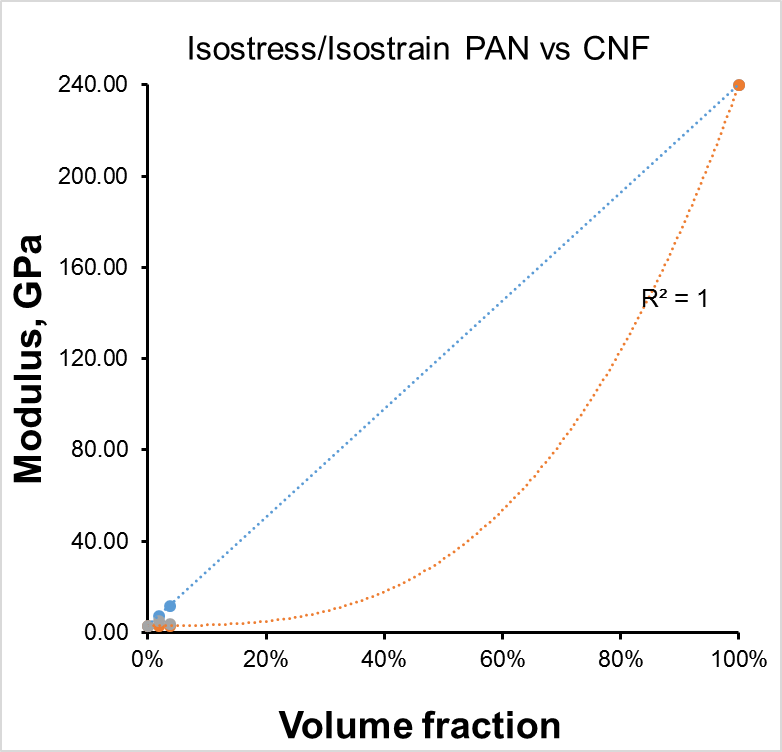 Isostress/Isostrain PAN vs CNF
240.00
200.00
160.00
120.00
80.00
40.00
0.00
Modulus, GPa
R² = 1
0% 20% 40% 60% 80% 100%
Volume fraction